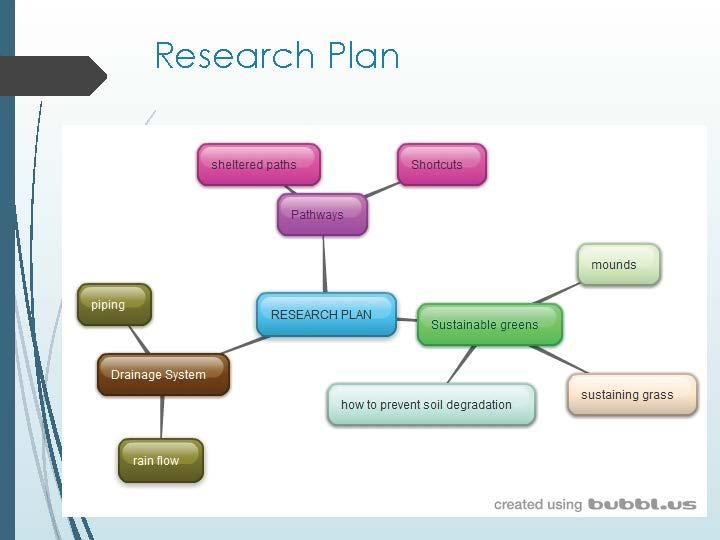 Research Plan
sheltered paths
Shortcuts
Pathways
mounds
piping
RESEARCH PLAN
Sustainable greens
Drainage System
how to prevent soil degradation
sustaining grass
rain flow
created using bubbl.us